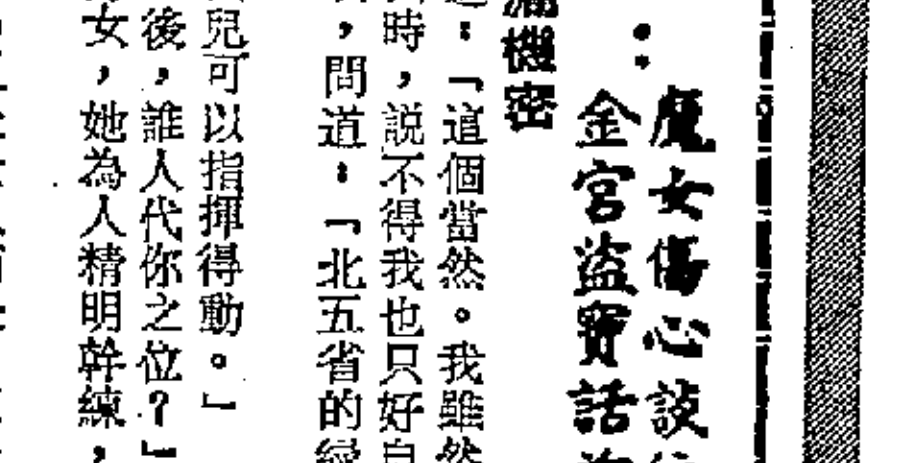 魔女傷心談
金宮盜寶話
漏機密
：「這個當然。我雖然
時，說不得我也只好自
，問道：「北五省的
兒可以指揮得動。」
後，誰人代你之位？」
女，她為人精明幹練，